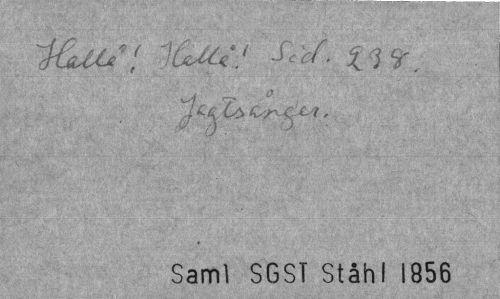 Hallå! Hallå! Sid. 238.
Jagtsånger.
Saml SGST Ståhl 1856